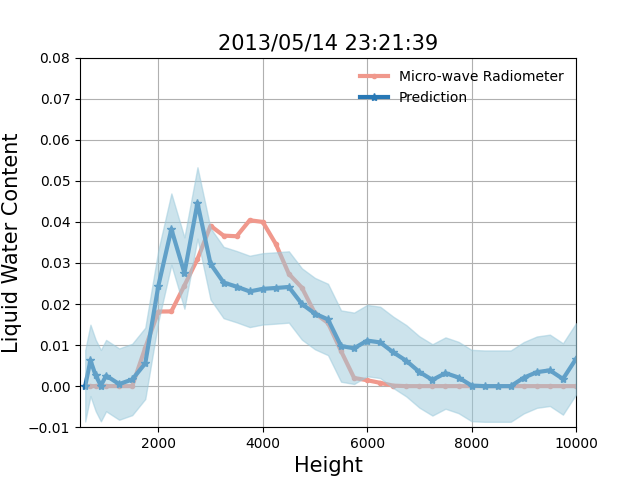 2013/05/14 23:21:39
Micro-wave Radiometer
Prediction
Liquid Water Content
0.08
0.07
0.06
0.05
0.04
0.03
0.02
0.01
0.00
−0.01
2000 4000 6000 8000 10000
Height